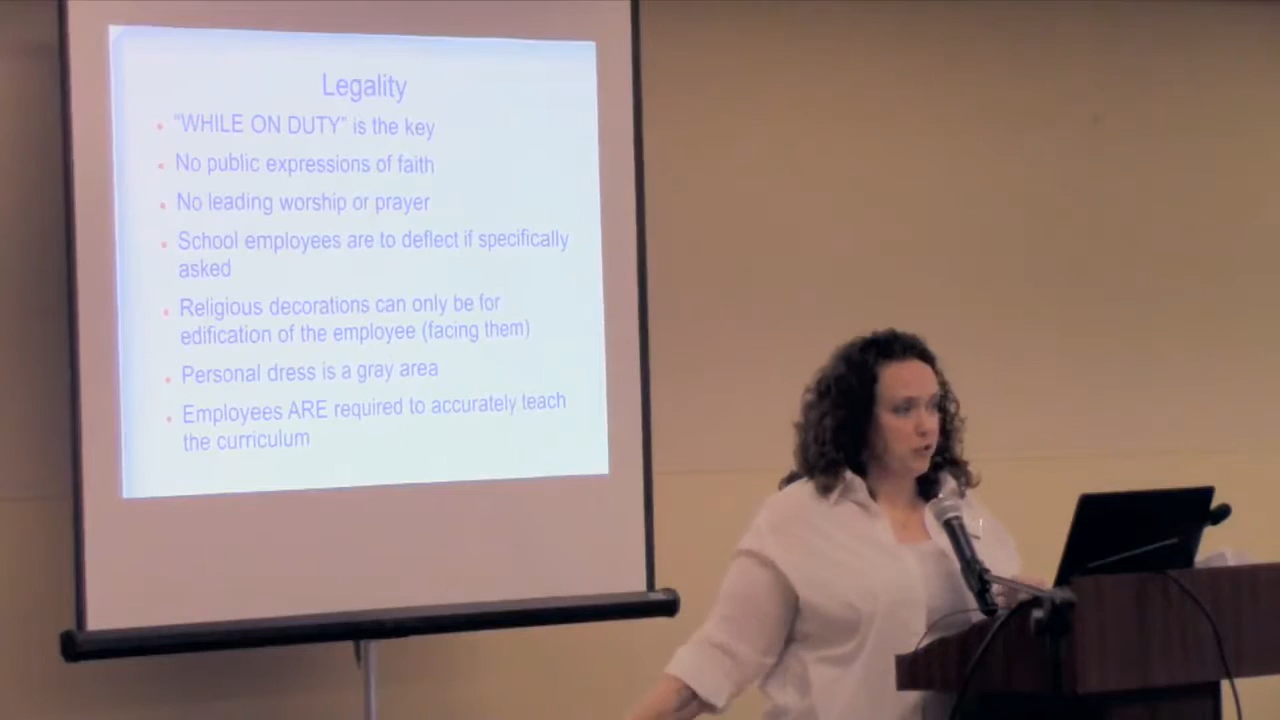 Legality
• "WHILE ON DUTY" is the key
• No public expressions of faith
• No leading worship or prayer
• School employees are to deflect if specifically
asked
• Religious decorations can only be for
edification of the employee (facing them)
• Personal dress is a gray area
• Employees ARE required to accurately teach
the curriculum